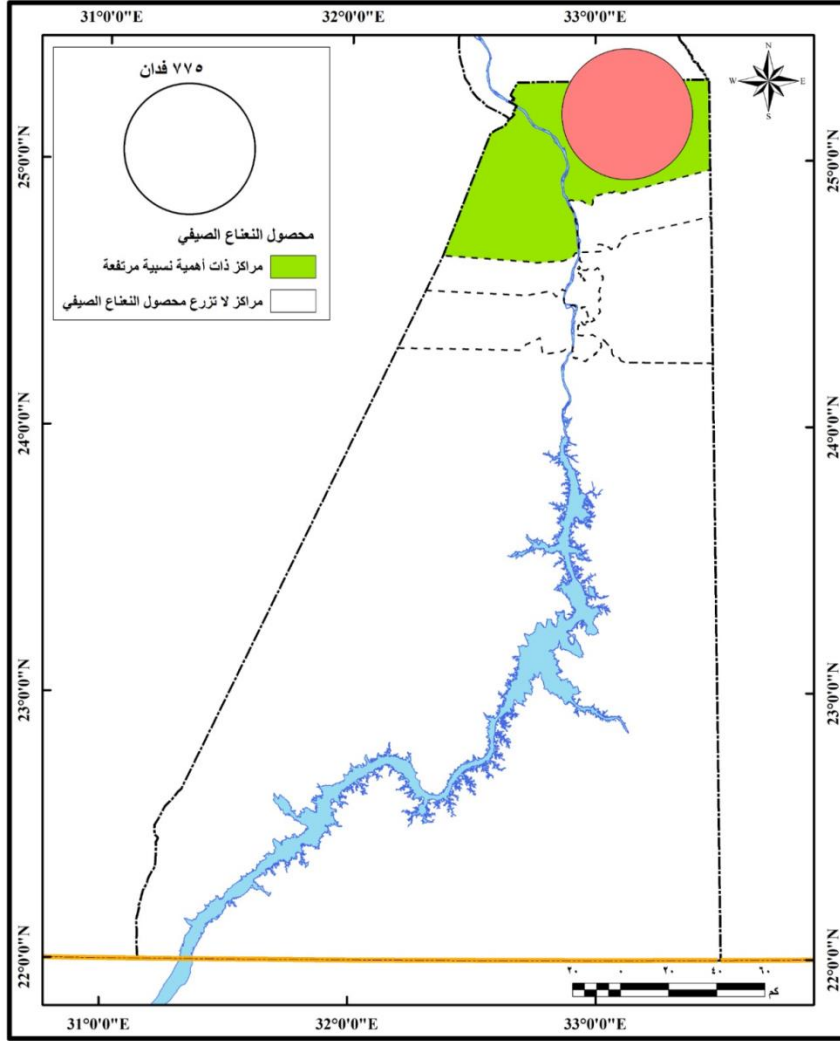 31°0'0"E 32°0'0"E 33°0'0"E
N
W E
S
٧٧٥ فدان
محصول النعناع الصيفي
مراكز ذات أهمية نسبية مرتفعة
مراكز لا تزرع محصول النعناع الصيفي
25°0'0"N 25°0'0"N
24°0'0"N 24°0'0"N
23°0'0"N 23°0'0"N
22°0'0"N 22°0'0"N
٢٠ ٠ ٢٠ ٤٠ ٦٠
كم
31°0'0"E 32°0'0"E 33°0'0"E